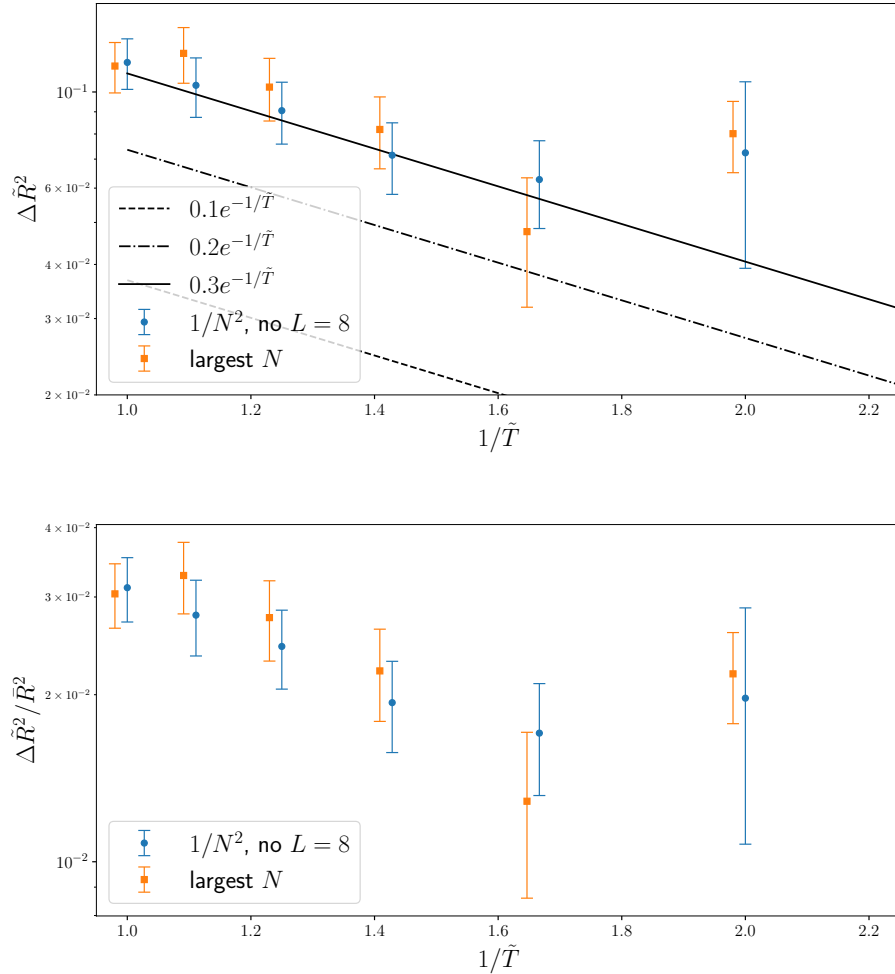 10⁻¹
6 × 10⁻²
4 × 10⁻²
3 × 10⁻²
2 × 10⁻²
ΔR̃²
0.1e^{-1/T̃}
0.2e^{-1/T̃}
0.3e^{-1/T̃}
1/N², no L = 8
largest N
1.0 1.2 1.4 1.6 1.8 2.0 2.2
1/T̃
4 × 10⁻²
3 × 10⁻²
2 × 10⁻²
10⁻²
ΔR̃²/R̄²
1/N², no L = 8
largest N
1.0 1.2 1.4 1.6 1.8 2.0 2.2
1/T̃